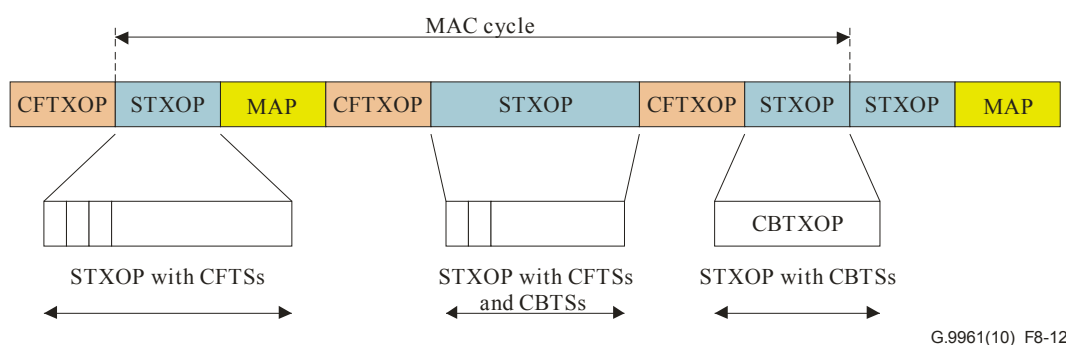 MAC cycle
CFTXOP STXOP MAP CFTXOP STXOP CFTXOP STXOP STXOP MAP
CBTXOP
STXOP with CFTSs
STXOP with CFTSs
and CBTSs
STXOP with CBTSs
G.9961(10)_F8-12